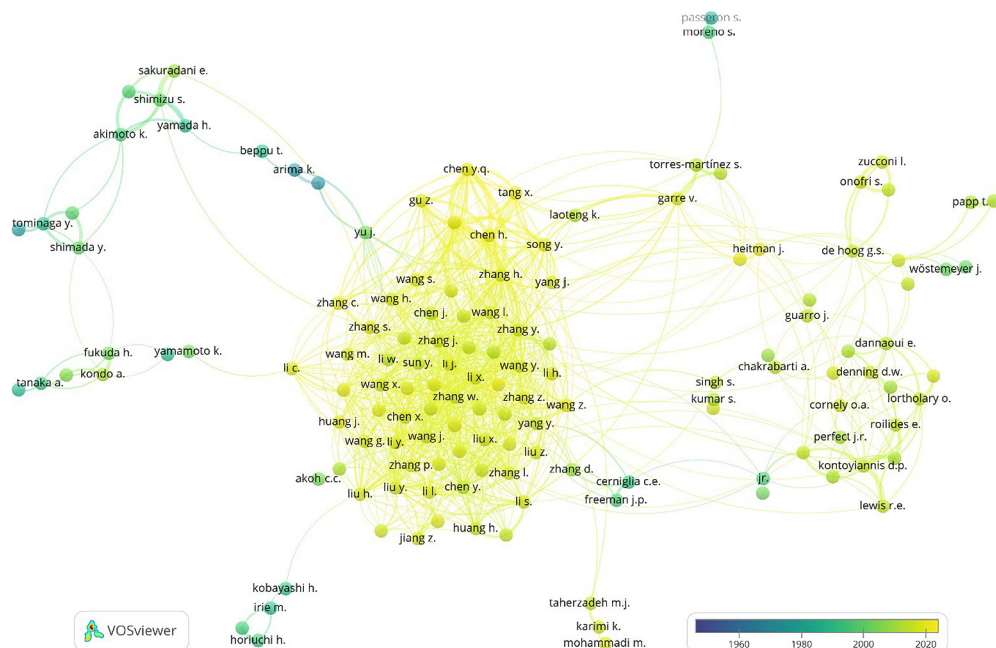 passeron s.
moreno s.
sakuradani e.
shimizu s.
yamada h.
akimoto k.
beppu t.
arima k.
chen y.q.
torres-martínez s.
zucconi l.
onofri s.
gu z.
tang x.
garre v.
papp t.
laoteng k.
tominaga y.
yu j.
chen h.
song y.
shimada y.
heitman j.
de hoog g.s.
wöstemeyer j.
wang s.
zhang h.
yang j.
zhang c.
wang h.
chen j.
wang l.
guarro j.
zhang s.
zhang y.
zhang j.
dannaoui e.
fukuda h.
yamamoto k.
wang m.
li w.
sun y.
li j.
wang y.
li c.
li h.
chakrabarti a.
denning d.w.
kondo a.
tanaka a.
li x.
singh s.
wang x.
zhang w.
zhang z.
kumar s.
lortholary o.
wang z.
cornely o.a.
huang j.
chen x.
yang y.
roilides e.
wang g.
li y.
wang j.
liu x.
perfect j.r.
liu z.
zhang p.
zhang l.
zhang d.
kontoyiannis d.p.
akoh c.c.
cerniglia c.e.
jr.
liu h.
liu y.
li l.
chen y.
li s.
freeman j.p.
lewis r.e.
huang h.
jiang z.
kobayashi h.
irie m.
horiuchi h.
taherzadeh m.j.
karimi k.
mohammadi m.
VOSviewer
1960 1980 2000 2020